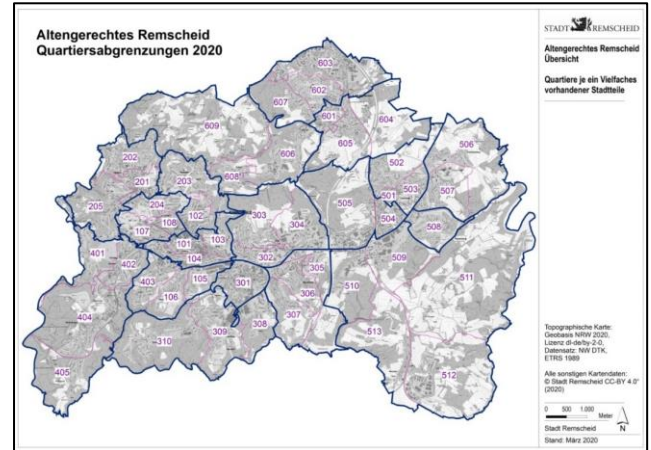 Altengerechtes Remscheid
Quartiersabgrenzungen 2020
603
602
607
601
604
609
605
606
608
502
506
202
201
203
501
503
507
205
204
102
505
504
508
107
108
303
304
101
103
104
302
509
401
402
403
105
106
301
305
306
307
510
511
404
310
309
308
513
405
512
STADT REMSCHEID
Altengerechtes Remscheid
Übersicht
Quartiere je ein Vielfaches
vorhandener Stadtteile
Topographische Karte:
Geobasis NRW 2020,
Lizenz dl-de/by-2-0,
Datensatz: NW DTK,
ETRS 1989
Alle sonstigen Kartendaten:
© Stadt Remscheid CC-BY 4.0"
(2020)
0 500 1.000
Meter
N
Stadt Remscheid
Stand: März 2020